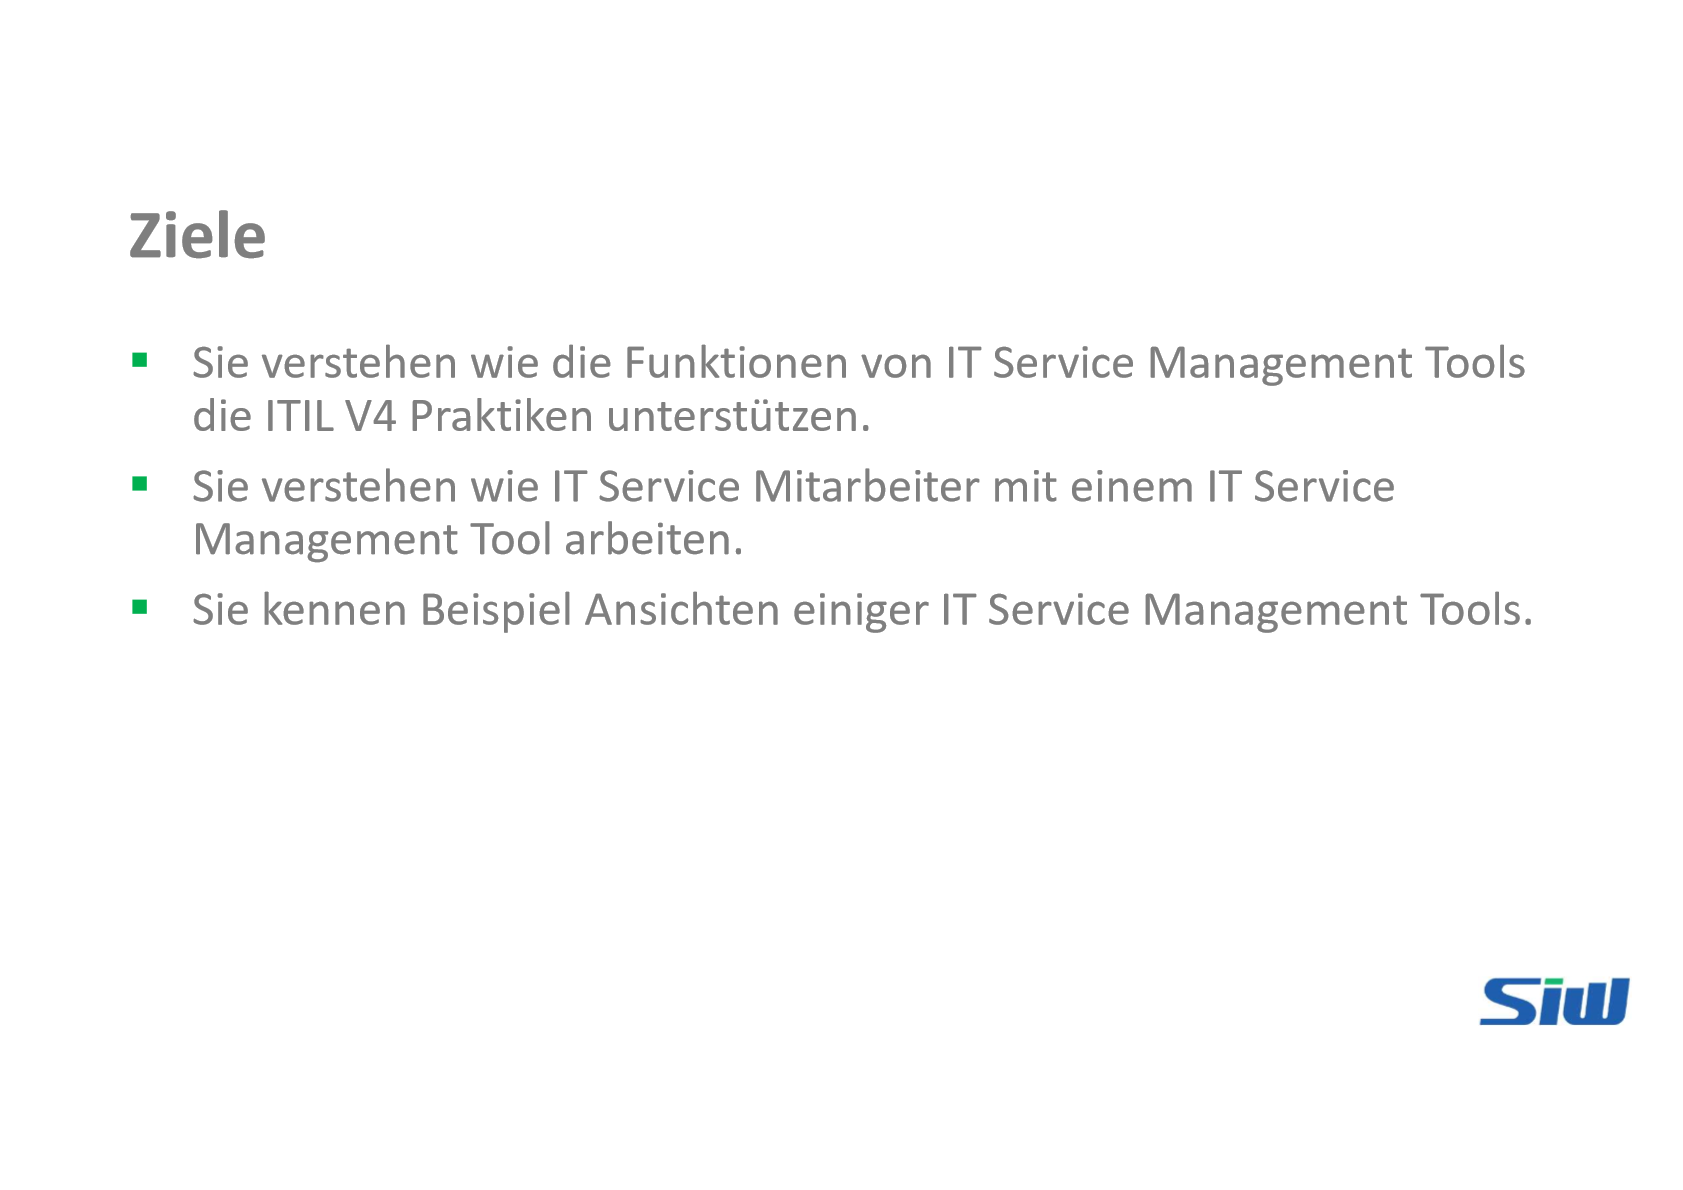 Ziele
Sie verstehen wie die Funktionen von IT Service Management Tools
die ITIL V4 Praktiken unterstützen.
Sie verstehen wie IT Service Mitarbeiter mit einem IT Service
Management Tool arbeiten.
Sie kennen Beispiel Ansichten einiger IT Service Management Tools.
Siw